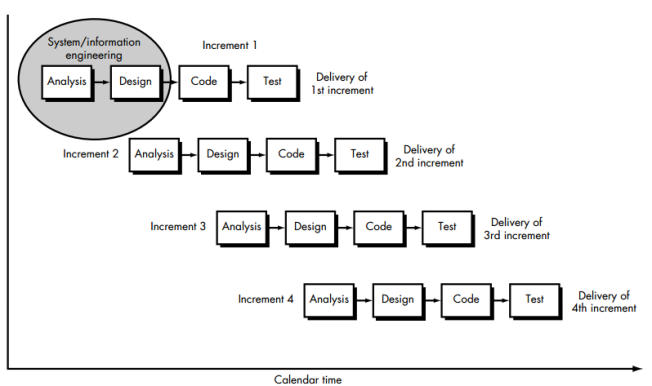 System/information
engineering
Increment 1
Analysis
Design
Code
Test
Delivery of
1st increment
Increment 2
Analysis
Design
Code
Test
Delivery of
2nd increment
Increment 3
Analysis
Design
Code
Test
Delivery of
3rd increment
Increment 4
Analysis
Design
Code
Test
Delivery of
4th increment
Calendar time